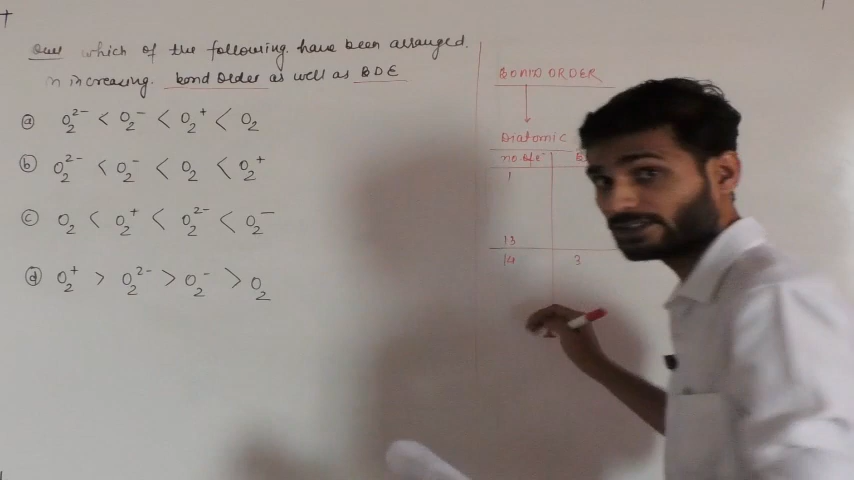 Ques which of the following. have been arranged.
in increasing. bond order as well as BDE
(a) O₂²⁻ < O₂⁻ < O₂⁺ < O₂
(b) O₂²⁻ < O₂⁻ < O₂ < O₂⁺
(c) O₂ < O₂⁺ < O₂²⁻ < O₂⁻
(d) O₂⁺ > O₂²⁻ > O₂⁻ > O₂
BOND ORDER
Diatomic
no. of e⁻
1
13
14 3